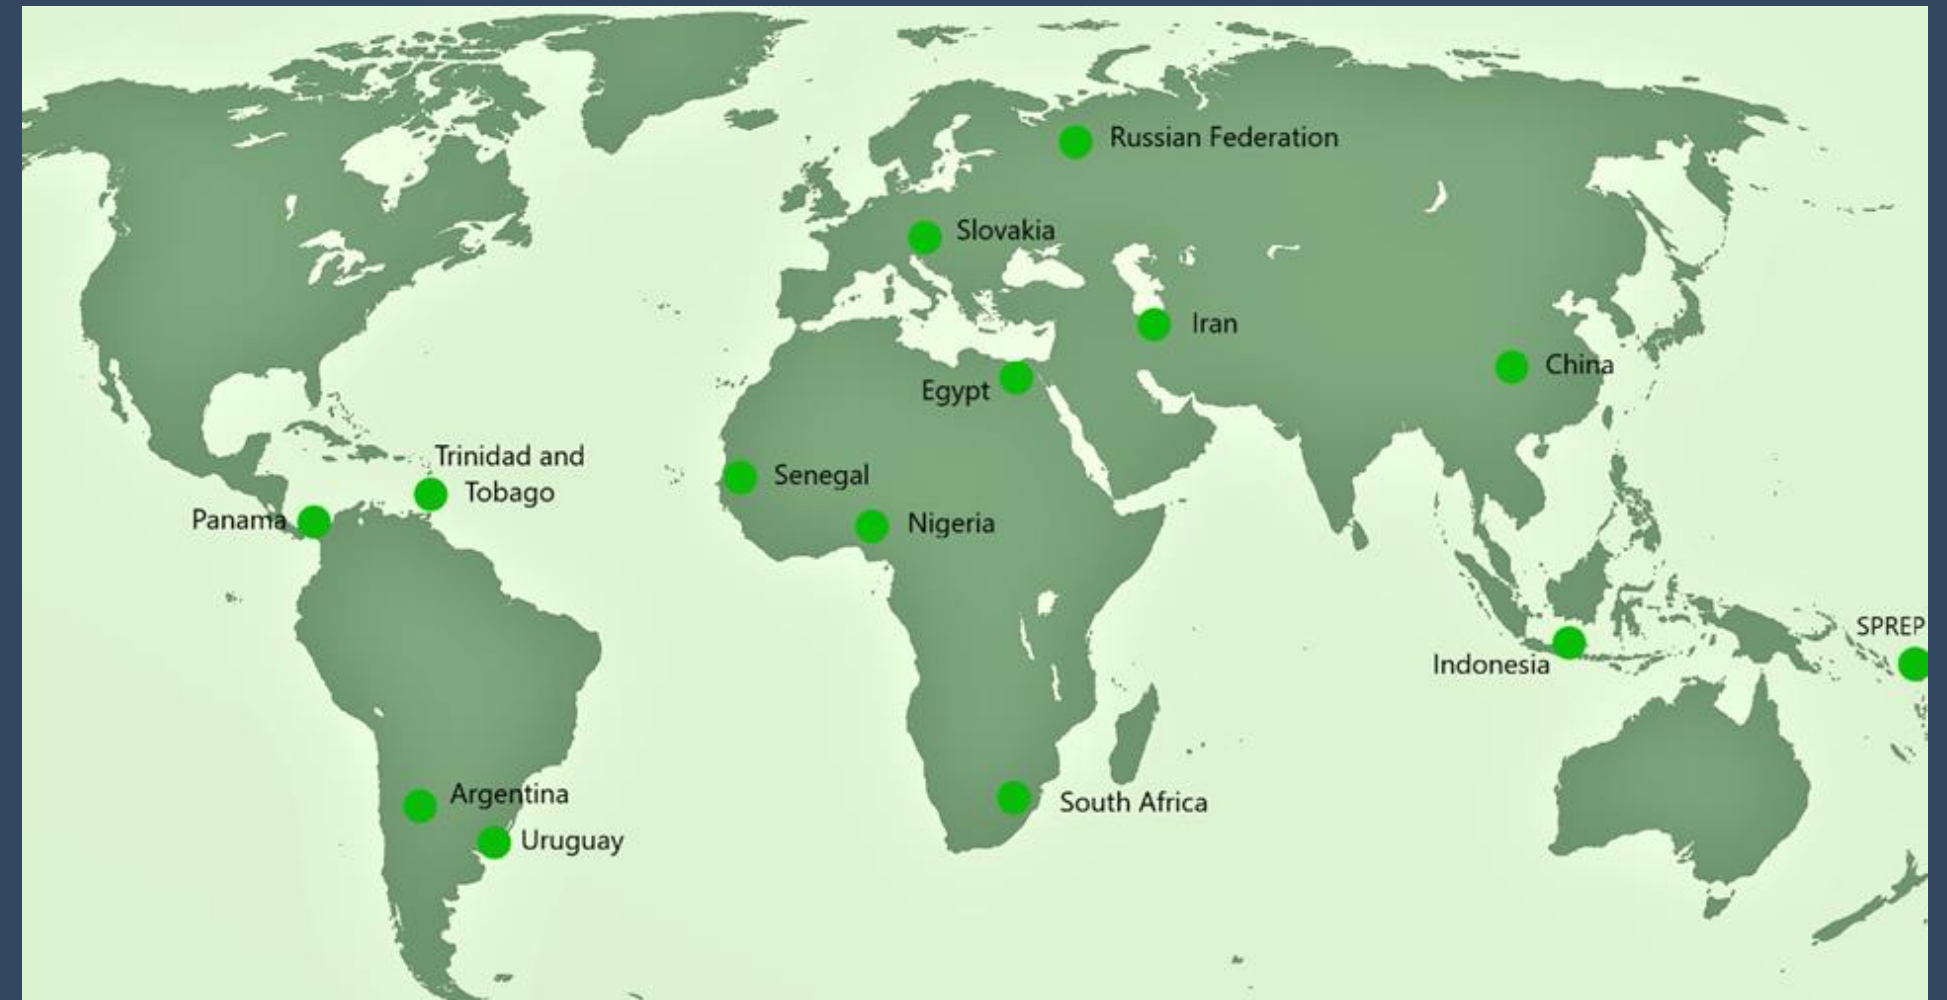 Russian Federation
Slovakia
Iran
China
Egypt
Trinidad and
Tobago
Senegal
Panama
Nigeria
SPREP
Indonesia
Argentina
South Africa
Uruguay